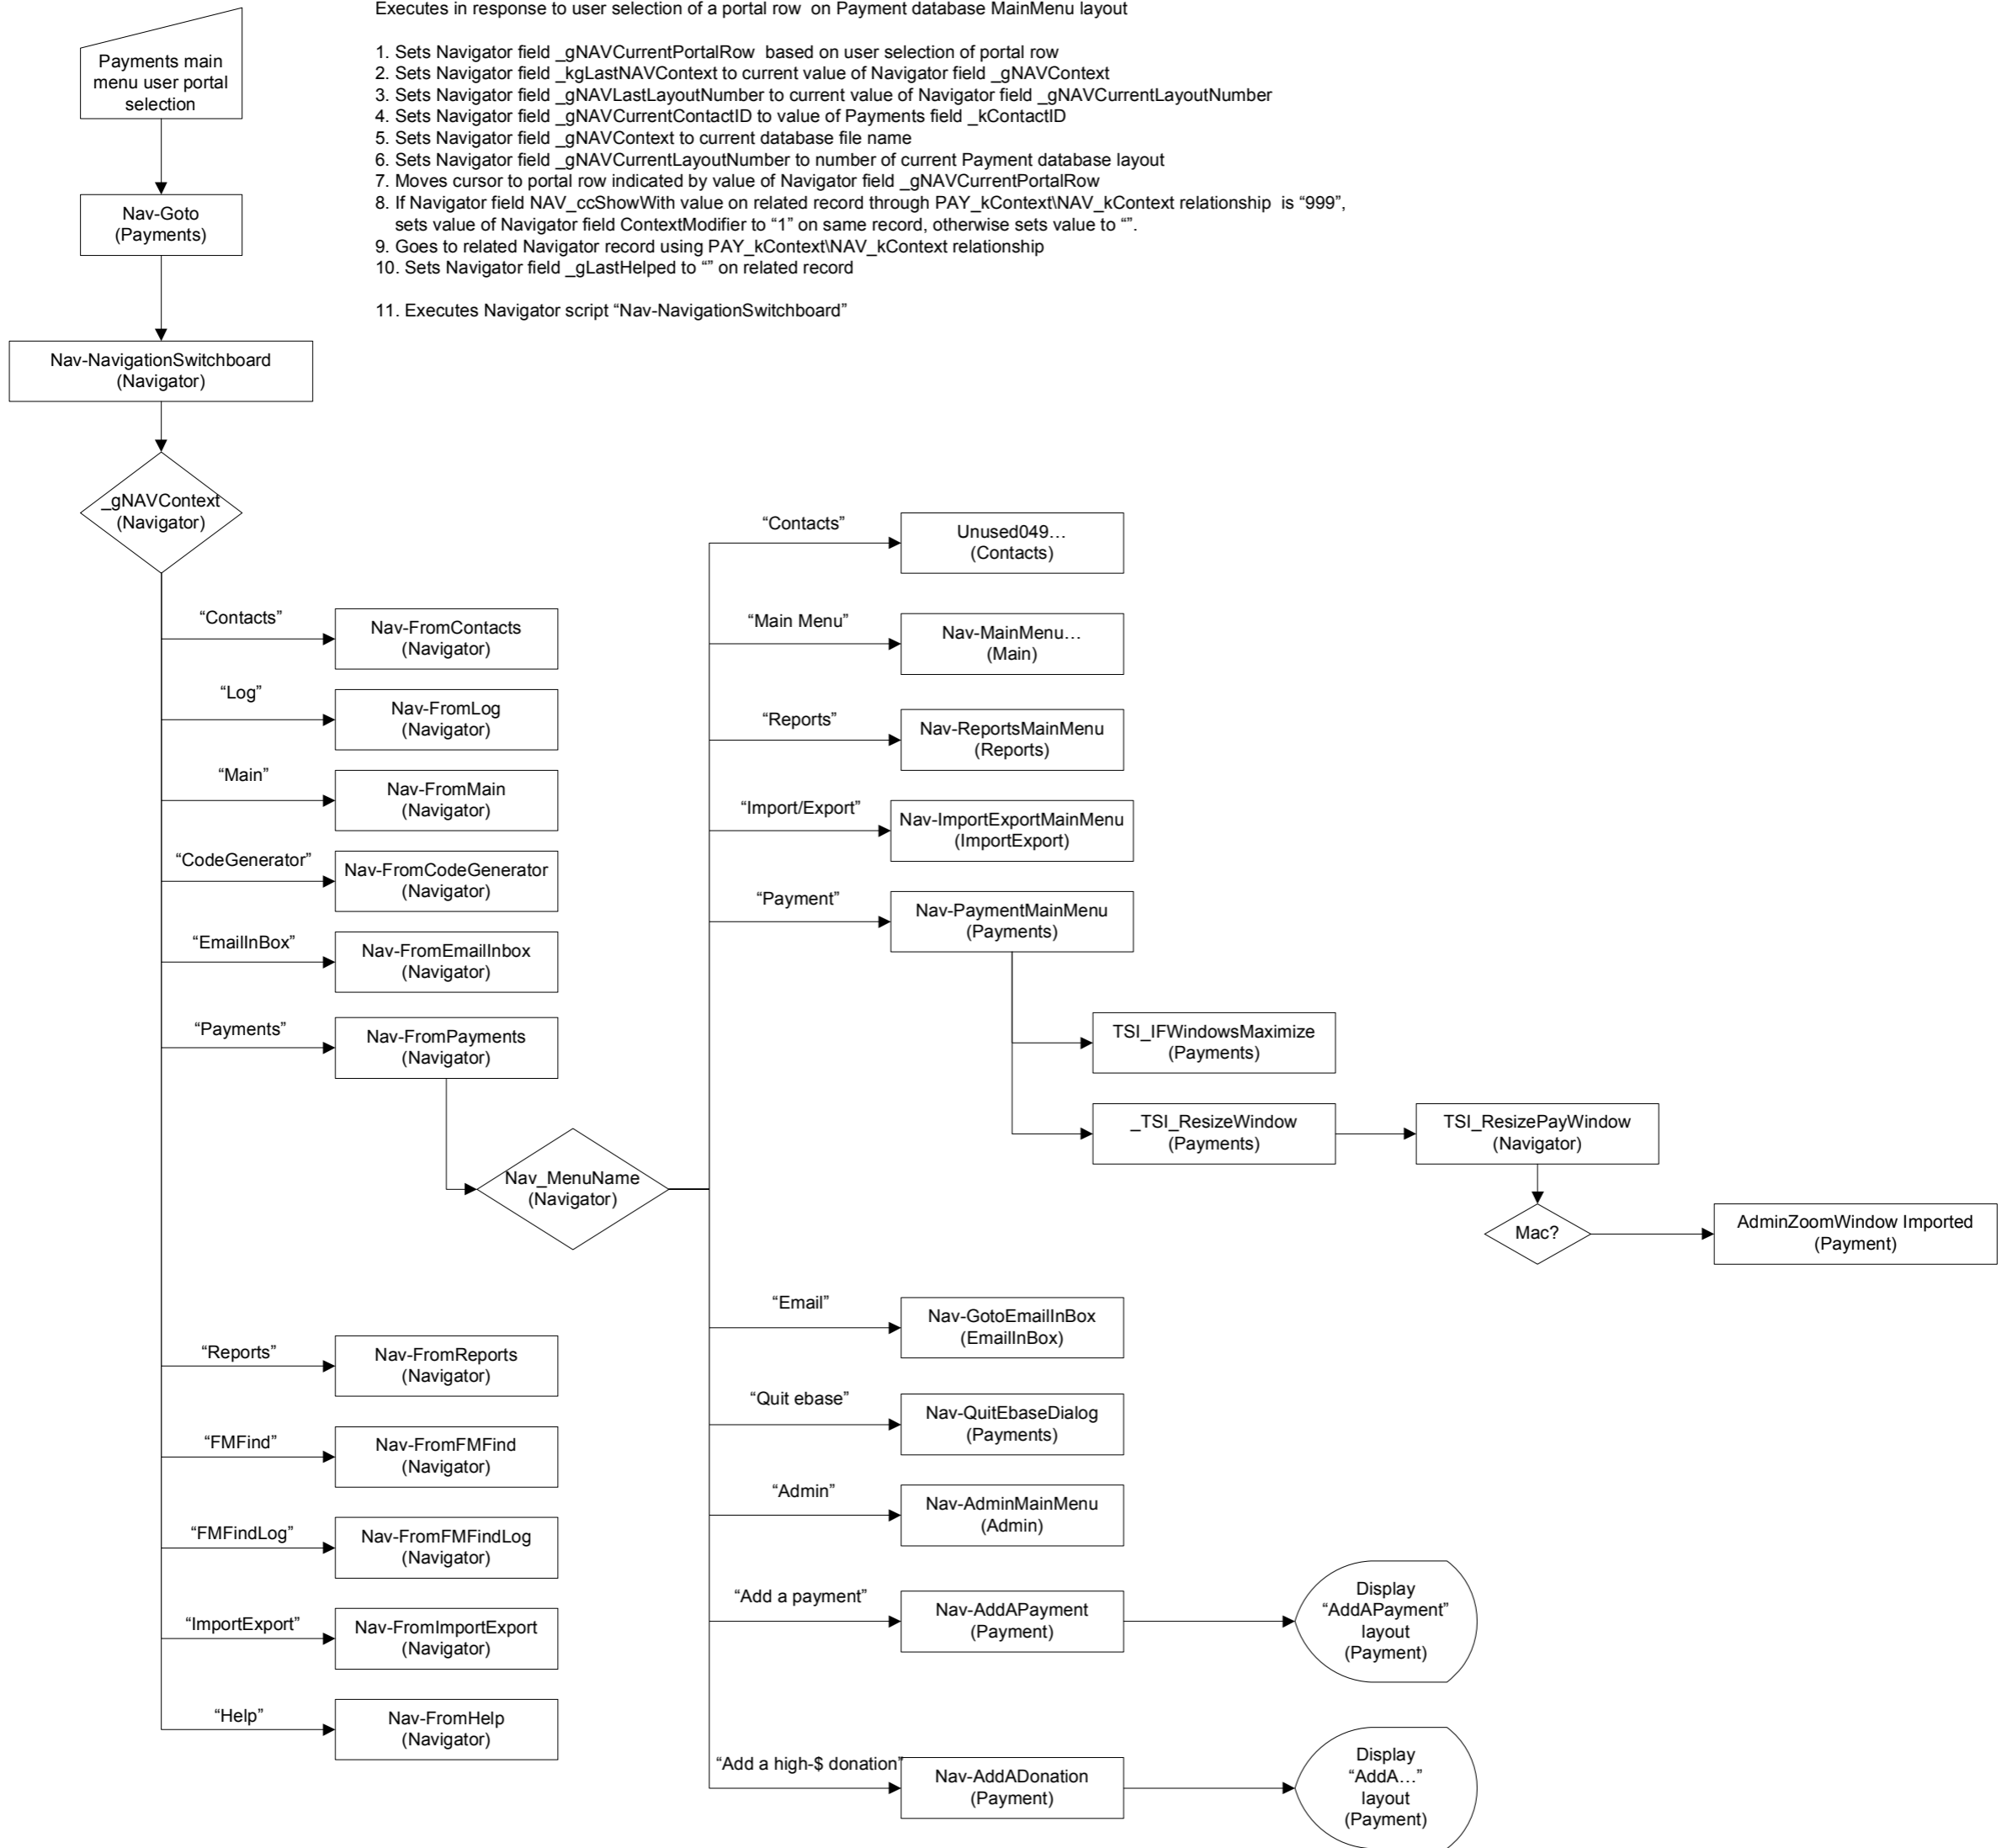 Executes in response to user selection of a portal row  on Payment database MainMenu layout
1. Sets Navigator field _gNAVCurrentPortalRow  based on user selection of portal row
2. Sets Navigator field _kgLastNAVContext to current value of Navigator field _gNAVContext
3. Sets Navigator field _gNAVLastLayoutNumber to current value of Navigator field _gNAVCurrentLayoutNumber
4. Sets Navigator field _gNAVCurrentContactID to value of Payments field _kContactID
5. Sets Navigator field _gNAVContext to current database file name
6. Sets Navigator field _gNAVCurrentLayoutNumber to number of current Payment database layout
7. Moves cursor to portal row indicated by value of Navigator field _gNAVCurrentPortalRow
8. If Navigator field NAV_ccShowWith value on related record through PAY_kContext\NAV_kContext relationship  is “999”,
sets value of Navigator field ContextModifier to “1” on same record, otherwise sets value to “”.
9. Goes to related Navigator record using PAY_kContext\NAV_kContext relationship
10. Sets Navigator field _gLastHelped to “” on related record
11. Executes Navigator script “Nav-NavigationSwitchboard”
Payments main
menu user portal
selection
Nav-Goto
(Payments)
Nav-NavigationSwitchboard
(Navigator)
_gNAVContext
(Navigator)
“Contacts”
Nav-FromContacts
(Navigator)
“Log”
Nav-FromLog
(Navigator)
“Main”
Nav-FromMain
(Navigator)
“CodeGenerator”
Nav-FromCodeGenerator
(Navigator)
“EmailInBox”
Nav-FromEmailInbox
(Navigator)
“Payments”
Nav-FromPayments
(Navigator)
“Reports”
Nav-FromReports
(Navigator)
“FMFind”
Nav-FromFMFind
(Navigator)
“FMFindLog”
Nav-FromFMFindLog
(Navigator)
“ImportExport”
Nav-FromImportExport
(Navigator)
“Help”
Nav-FromHelp
(Navigator)
Nav_MenuName
(Navigator)
“Contacts”
Unused049…
(Contacts)
“Main Menu”
Nav-MainMenu…
(Main)
“Reports”
Nav-ReportsMainMenu
(Reports)
“Import/Export”
Nav-ImportExportMainMenu
(ImportExport)
“Payment”
Nav-PaymentMainMenu
(Payments)
TSI_IFWindowsMaximize
(Payments)
_TSI_ResizeWindow
(Payments)
TSI_ResizePayWindow
(Navigator)
Mac?
AdminZoomWindow Imported
(Payment)
“Email”
Nav-GotoEmailInBox
(EmailInBox)
“Quit ebase”
Nav-QuitEbaseDialog
(Payments)
“Admin”
Nav-AdminMainMenu
(Admin)
“Add a payment”
Nav-AddAPayment
(Payment)
Display
“AddAPayment”
layout
(Payment)
“Add a high-$ donation”
Nav-AddADonation
(Payment)
Display
“AddA…”
layout
(Payment)